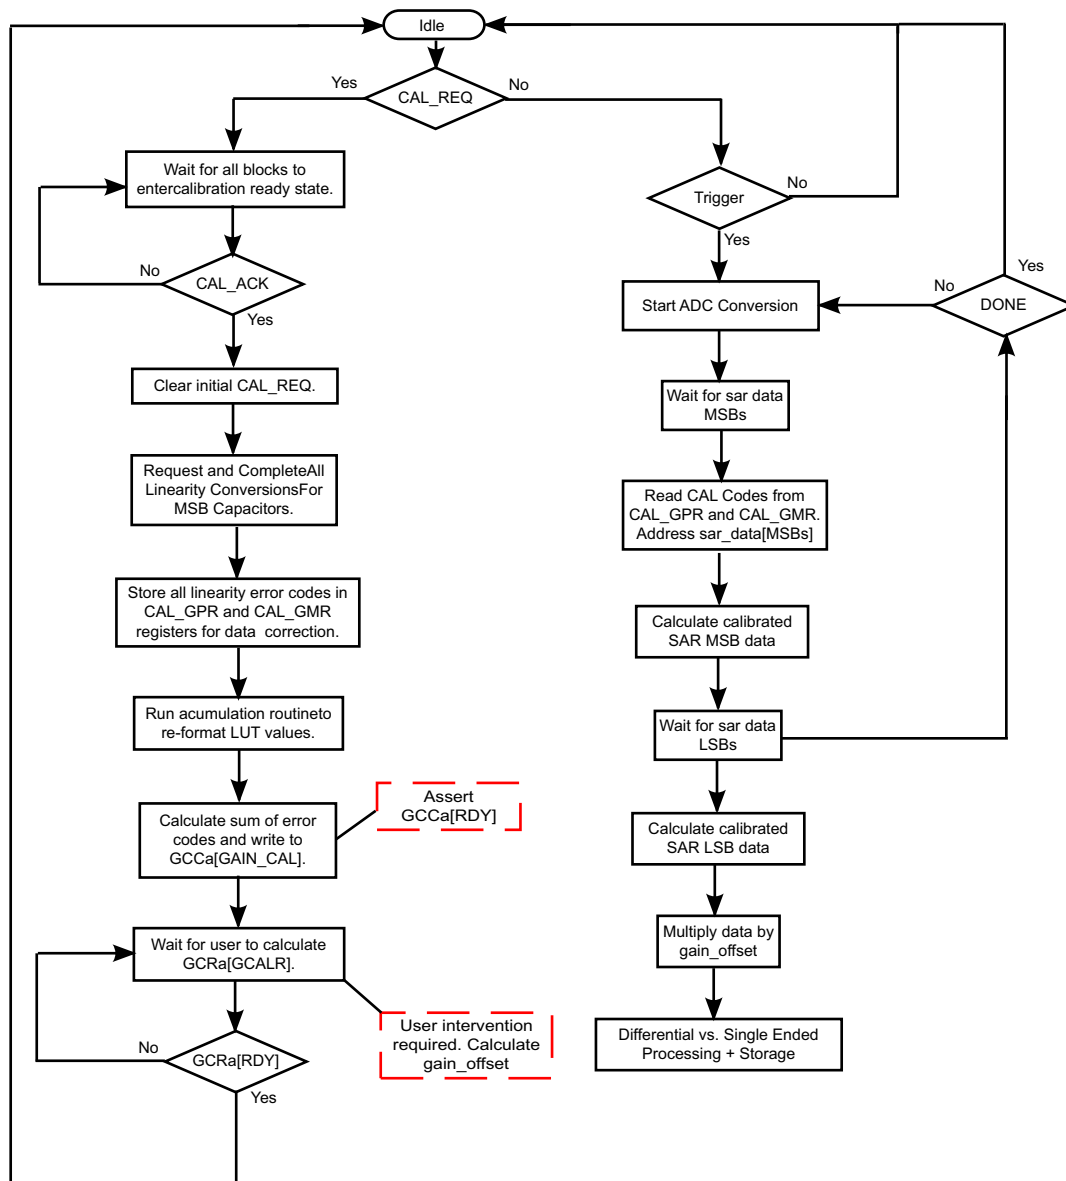 Idle
CAL_REQ
Yes
No
Wait for all blocks to
entercalibration ready state.
CAL_ACK
No
Yes
Clear initial CAL_REQ.
Request and CompleteAll
Linearity ConversionsFor
MSB Capacitors.
Store all linearity error codes in
CAL_GPR and CAL_GMR
registers for data  correction.
Run acumulation routineto
re-format LUT values.
Calculate sum of error
codes and write to
GCCa[GAIN_CAL].
Assert
GCCa[RDY]
Wait for user to calculate
GCRa[GCALR].
User intervention
required. Calculate
gain_offset
GCRa[RDY]
No
Yes
Trigger
No
Yes
Start ADC Conversion
No
Yes
DONE
Wait for sar data
MSBs
Read CAL Codes from
CAL_GPR and CAL_GMR.
Address sar_data[MSBs]
Calculate calibrated
SAR MSB data
Wait for sar data
LSBs
Calculate calibrated
SAR LSB data
Multiply data by
gain_offset
Differential vs. Single Ended
Processing + Storage